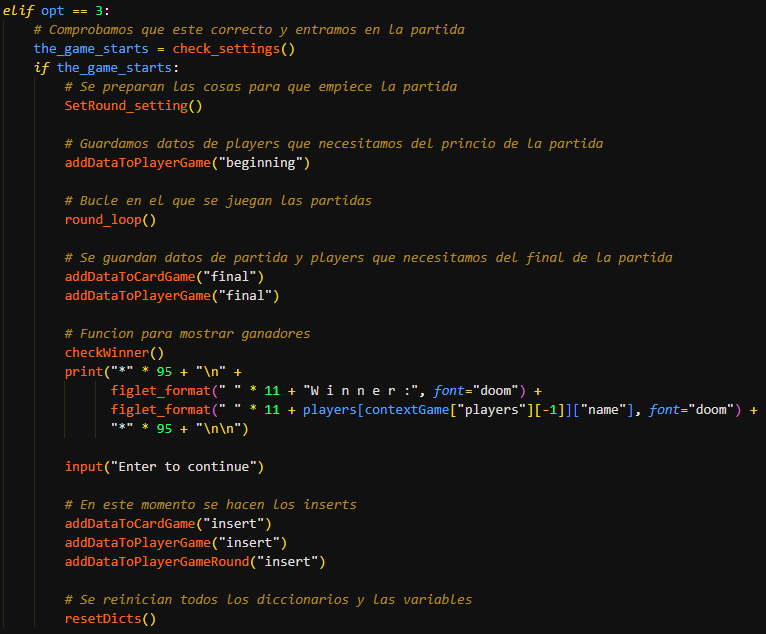 elif opt == 3:
    # Comprobamos que este correcto y entramos en la partida
    the_game_starts = check_settings()
    if the_game_starts:
        # Se preparan las cosas para que empiece la partida
        SetRound_setting()

        # Guardamos datos de players que necesitamos del princio de la partida
        addDataToPlayerGame("beginning")

        # Bucle en el que se juegan las partidas
        round_loop()

        # Se guardan datos de partida y players que necesitamos del final de la partida
        addDataToCardGame("final")
        addDataToPlayerGame("final")

        # Funcion para mostrar ganadores
        checkWinner()
        print("*" * 95 + "\n" +
              figlet_format(" " * 11 + "W i n n e r :", font="doom") +
              figlet_format(" " * 11 + players[contextGame["players"][-1]]["name"], font="doom") +
              "*" * 95 + "\n\n")

        input("Enter to continue")

        # En este momento se hacen los inserts
        addDataToCardGame("insert")
        addDataToPlayerGame("insert")
        addDataToPlayerGameRound("insert")

        # Se reinician todos los diccionarios y las variables
        resetDicts()